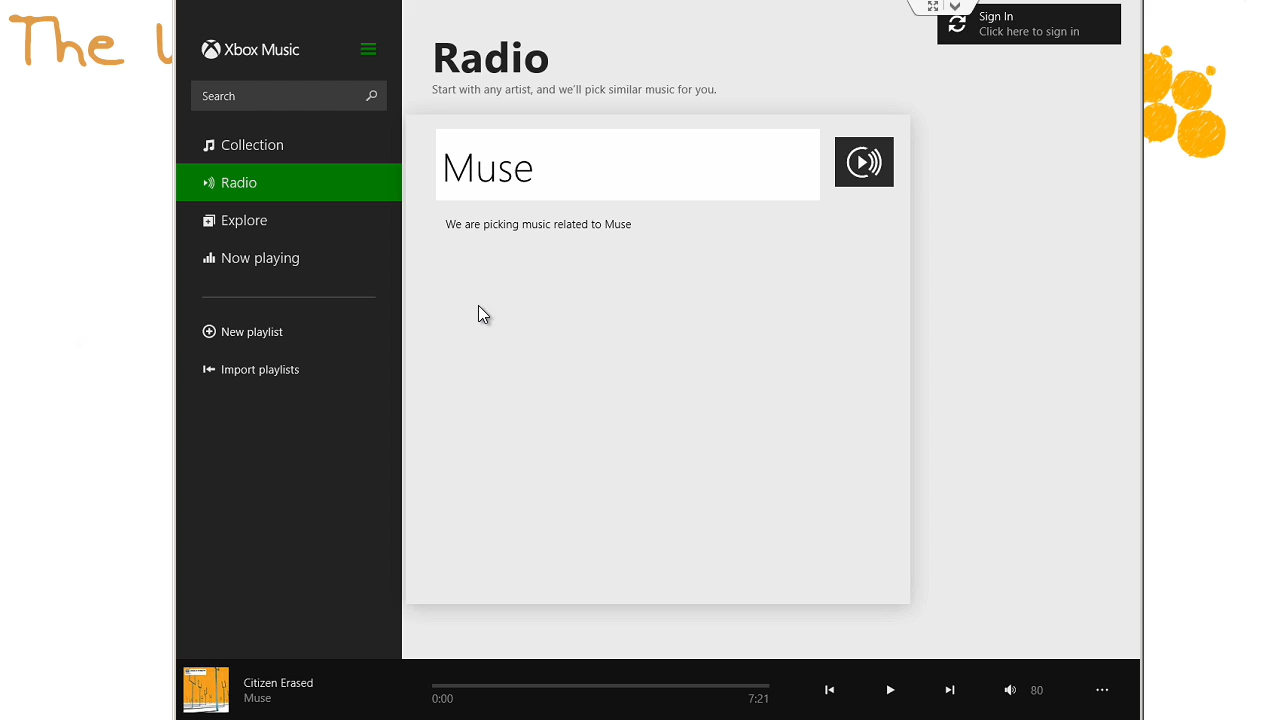 The
Xbox Music
Search
Collection
Radio
Explore
Now playing
New playlist
Import playlists
Radio
Start with any artist, and we'll pick similar music for you.
Sign In
Click here to sign in
Muse
We are picking music related to Muse
Citizen Erased
Muse
0:00
7:21
80